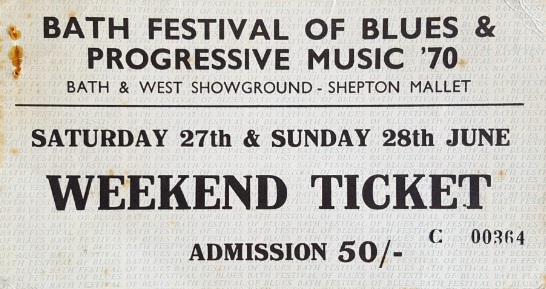 BATH FESTIVAL OF BLUES &
PROGRESSIVE MUSIC '70
BATH & WEST SHOWGROUND - SHEPTON MALLET
SATURDAY 27th & SUNDAY 28th JUNE
WEEKEND TICKET
C 00364
ADMISSION 50/-